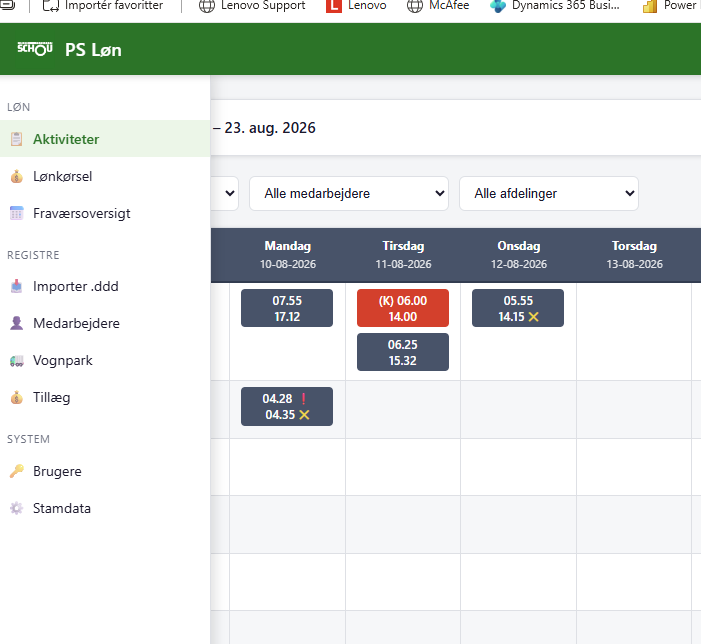 Importér favoritter
Lenovo Support
L Lenovo
McAfee
Dynamics 365 Busi...
Power
SCHOU PS Løn
LØN
Aktiviteter
Lønkørsel
Fraværsoversigt
REGISTRE
Importer .ddd
Medarbejdere
Vognpark
Tillæg
SYSTEM
Brugere
Stamdata
– 23. aug. 2026
Alle medarbejdere
Alle afdelinger
Mandag
10-08-2026
Tirsdag
11-08-2026
Onsdag
12-08-2026
Torsdag
13-08-2026
07.55
17.12
(K) 06.00
14.00
06.25
15.32
05.55
14.15 ❌
04.28 ❗
04.35 ❌